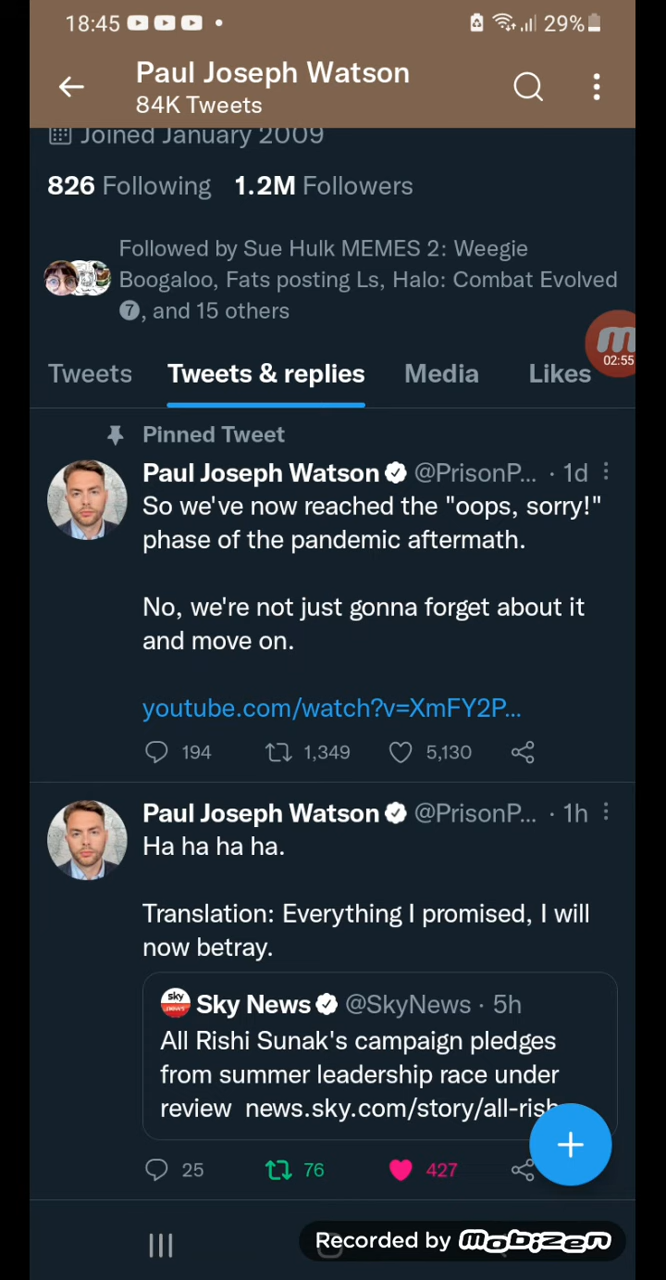 18:45
29%
Paul Joseph Watson
84K Tweets
Joined January 2009
826 Following 1.2M Followers
Followed by Sue Hulk MEMES 2: Weegie
Boogaloo, Fats posting Ls, Halo: Combat Evolved
7, and 15 others
m
02:55
Tweets Tweets & replies Media Likes
Pinned Tweet
Paul Joseph Watson @PrisonP... · 1d
So we've now reached the "oops, sorry!"
phase of the pandemic aftermath.
No, we're not just gonna forget about it
and move on.
youtube.com/watch?v=XmFY2P...
194 1,349 5,130
Paul Joseph Watson @PrisonP... · 1h
Ha ha ha ha.
Translation: Everything I promised, I will
now betray.
sky news
Sky News @SkyNews · 5h
All Rishi Sunak's campaign pledges
from summer leadership race under
review news.sky.com/story/all-rish
25 76 427
Recorded by mobizen